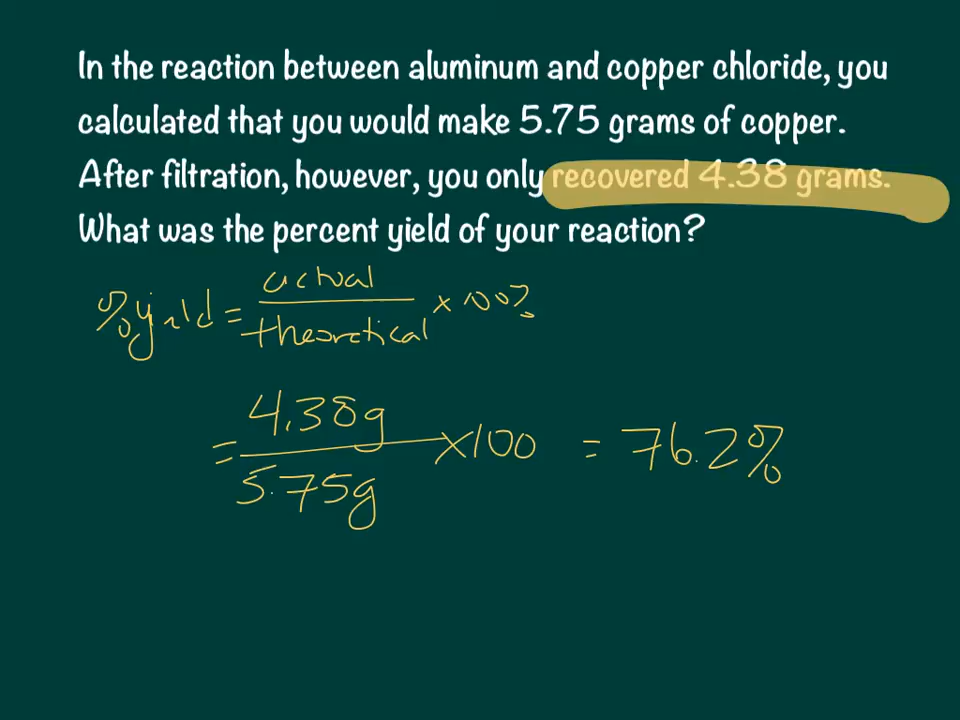 In the reaction between aluminum and copper chloride, you
calculated that you would make 5.75 grams of copper.
After filtration, however, you only recovered 4.38 grams.
What was the percent yield of your reaction?
%yield = actual / theoretical × 100%
= 4.38g / 5.75g ×100 = 76.2%